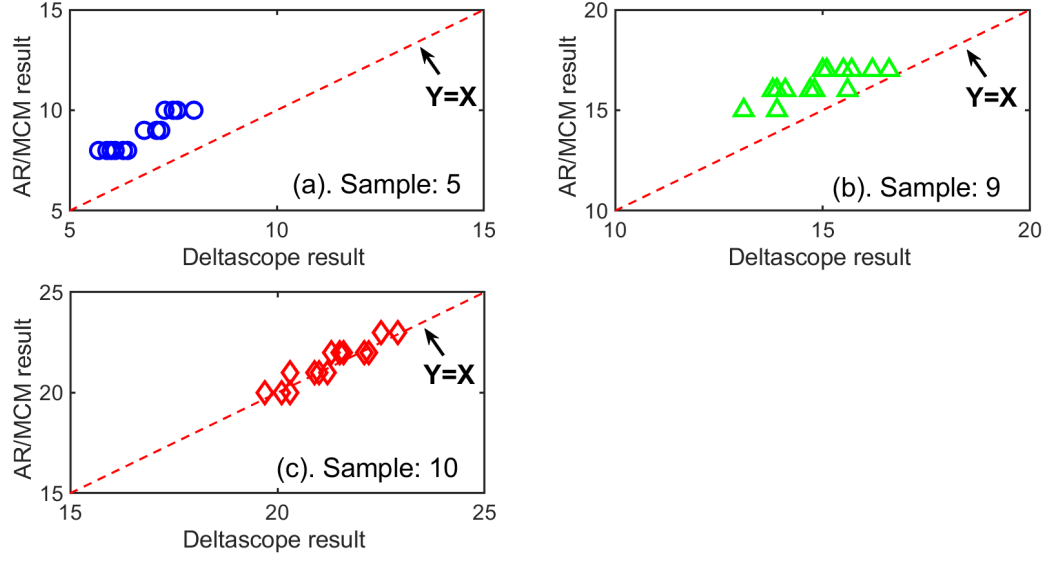 15
10
5
AR/MCM result
5
10
15
Deltascope result
Y=X
(a). Sample: 5
20
15
10
AR/MCM result
10
15
20
Deltascope result
Y=X
(b). Sample: 9
25
20
15
AR/MCM result
15
20
25
Deltascope result
Y=X
(c). Sample: 10